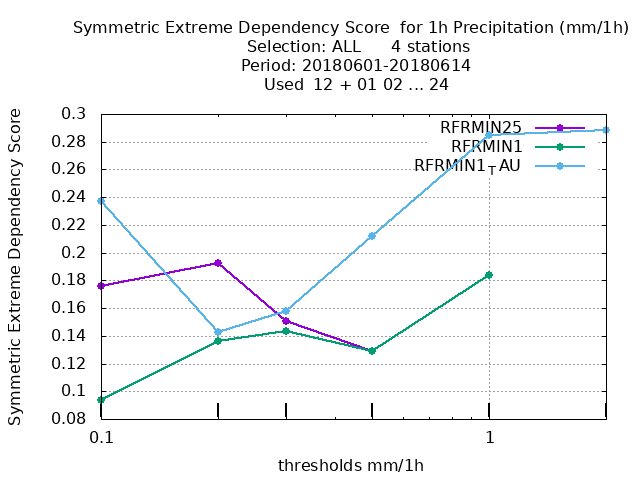 Symmetric Extreme Dependency Score for 1h Precipitation (mm/1h)
Selection: ALL 4 stations
Period: 20180601-20180614
Used 12 + 01 02 ... 24
Symmetric Extreme Dependency Score
0.3
0.28
0.26
0.24
0.22
0.2
0.18
0.16
0.14
0.12
0.1
0.08
RFRMIN25
RFRMIN1
RFRMIN1TAU
0.1
1
thresholds mm/1h